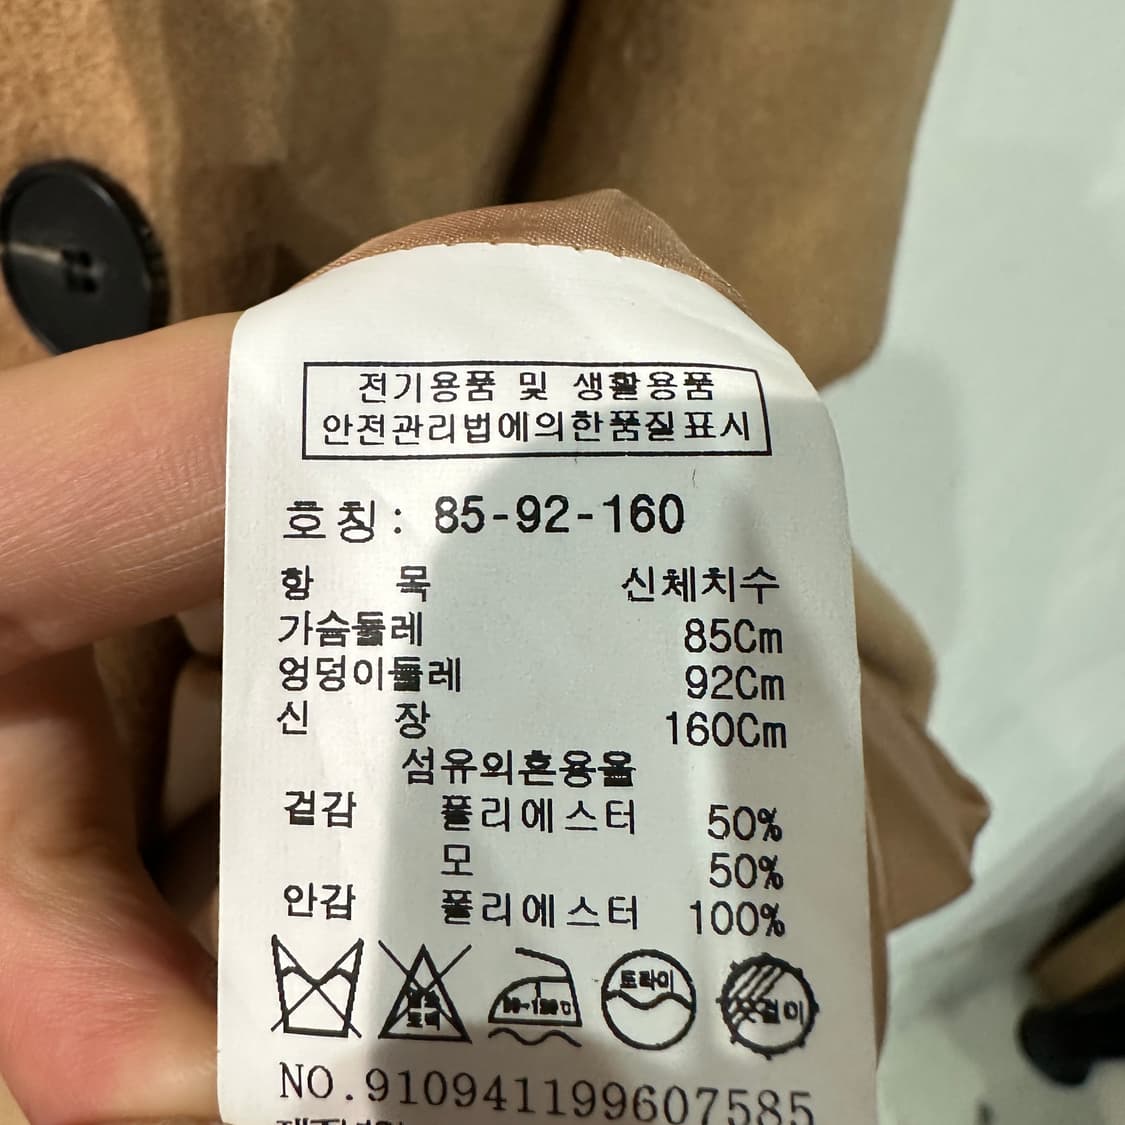 전기용품 및 생활용품
안전관리법에의한품질표시
호칭: 85-92-160
항 목 신체치수
가슴둘레 85Cm
엉덩이둘레 92Cm
신 장 160Cm
섬유의혼용율
겉감 폴리에스터 50%
모 50%
안감 폴리에스터 100%
드라이
옷걸이
NO.910941199607585